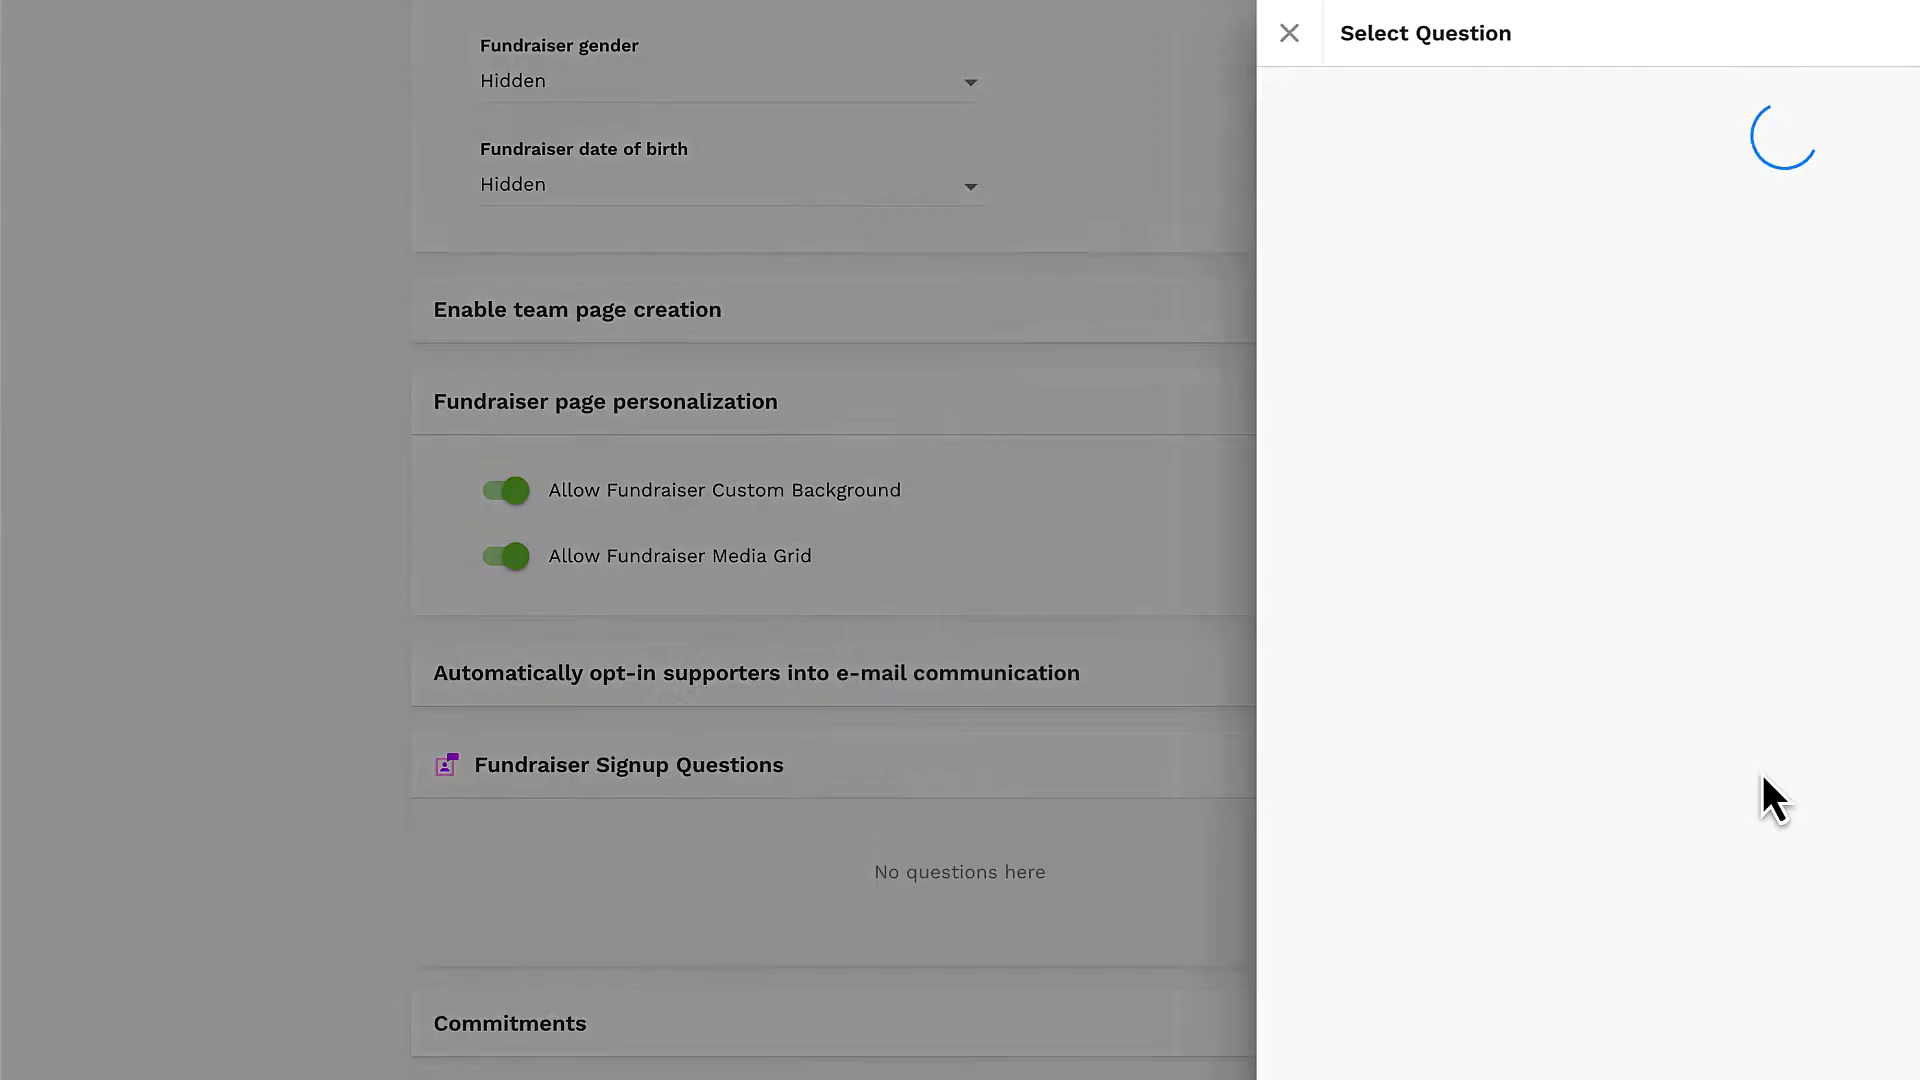 Fundraiser gender
Hidden
Fundraiser date of birth
Hidden
Enable team page creation
Fundraiser page personalization
Allow Fundraiser Custom Background
Allow Fundraiser Media Grid
Automatically opt-in supporters into e-mail communication
Fundraiser Signup Questions
No questions here
Commitments
Select Question